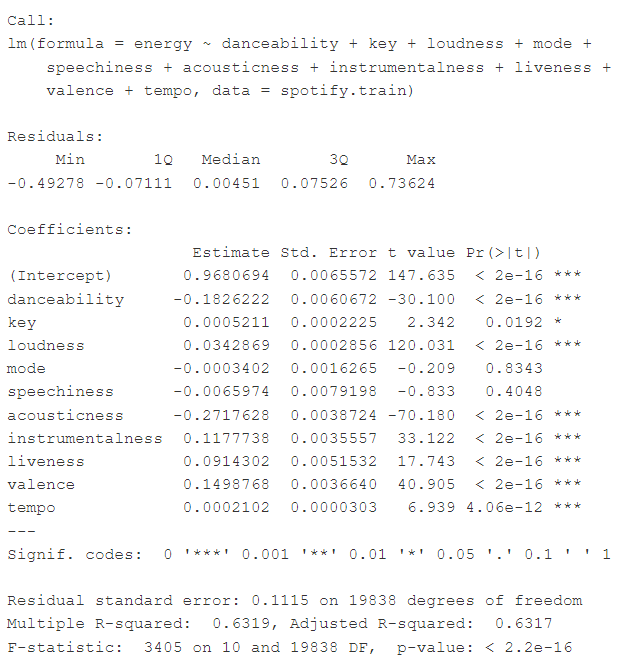 Call:
lm(formula = energy ~ danceability + key + loudness + mode +
    speechiness + acousticness + instrumentalness + liveness +
    valence + tempo, data = spotify.train)

Residuals:
     Min       1Q   Median       3Q      Max
-0.49278 -0.07111  0.00451  0.07526  0.73624

Coefficients:
                   Estimate Std. Error t value Pr(>|t|)
(Intercept)       0.9680694  0.0065572 147.635  < 2e-16 ***
danceability     -0.1826222  0.0060672 -30.100  < 2e-16 ***
key               0.0005211  0.0002225   2.342   0.0192 *
loudness          0.0342869  0.0002856 120.031  < 2e-16 ***
mode             -0.0003402  0.0016265  -0.209   0.8343
speechiness      -0.0065974  0.0079198  -0.833   0.4048
acousticness     -0.2717628  0.0038724 -70.180  < 2e-16 ***
instrumentalness  0.1177738  0.0035557  33.122  < 2e-16 ***
liveness          0.0914302  0.0051532  17.743  < 2e-16 ***
valence           0.1498768  0.0036640  40.905  < 2e-16 ***
tempo             0.0002102  0.0000303   6.939 4.06e-12 ***
---
Signif. codes:  0 '***' 0.001 '**' 0.01 '*' 0.05 '.' 0.1 ' ' 1

Residual standard error: 0.1115 on 19838 degrees of freedom
Multiple R-squared:  0.6319, Adjusted R-squared:  0.6317
F-statistic:  3405 on 10 and 19838 DF,  p-value: < 2.2e-16